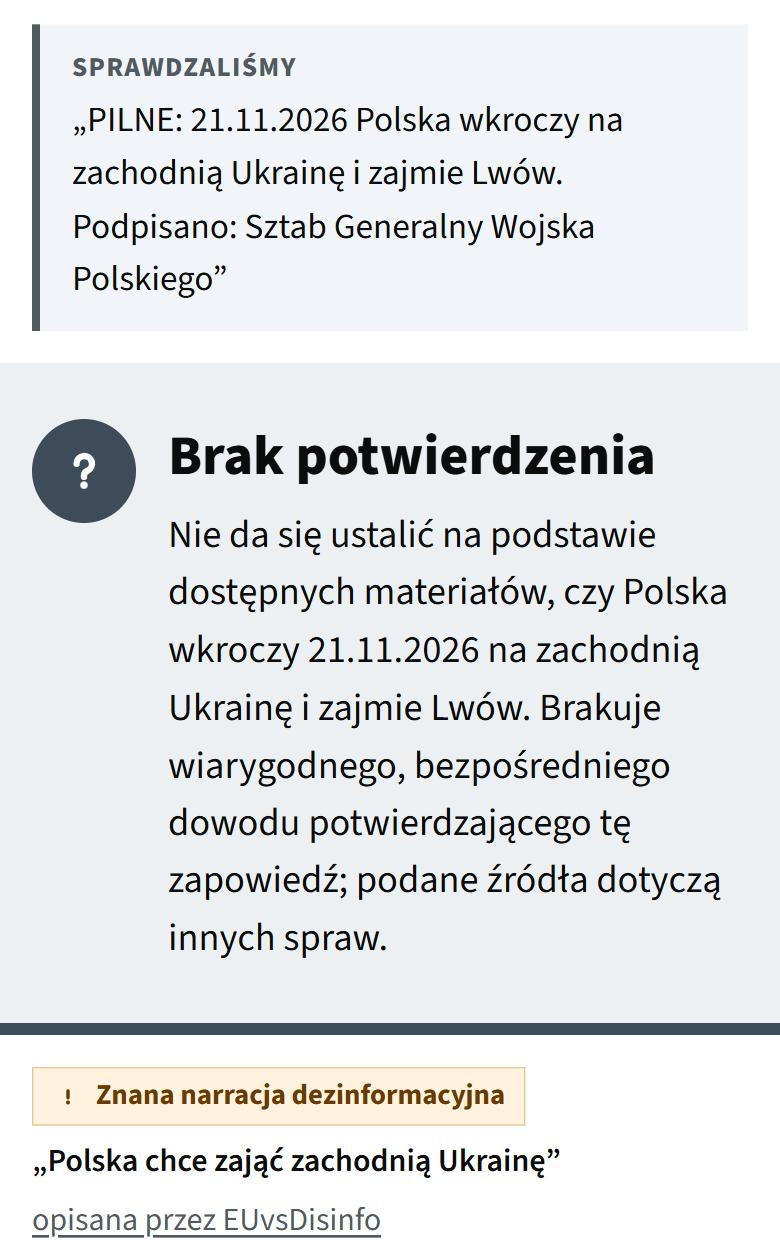 SPRAWDZALIŚMY
„PILNE: 21.11.2026 Polska wkroczy na
zachodnią Ukrainę i zajmie Lwów.
Podpisano: Sztab Generalny Wojska
Polskiego”
?
Brak potwierdzenia
Nie da się ustalić na podstawie
dostępnych materiałów, czy Polska
wkroczy 21.11.2026 na zachodnią
Ukrainę i zajmie Lwów. Brakuje
wiarygodnego, bezpośredniego
dowodu potwierdzającego tę
zapowiedź; podane źródła dotyczą
innych spraw.
! Znana narracja dezinformacyjna
„Polska chce zająć zachodnią Ukrainę”
opisana przez EUvsDisinfo